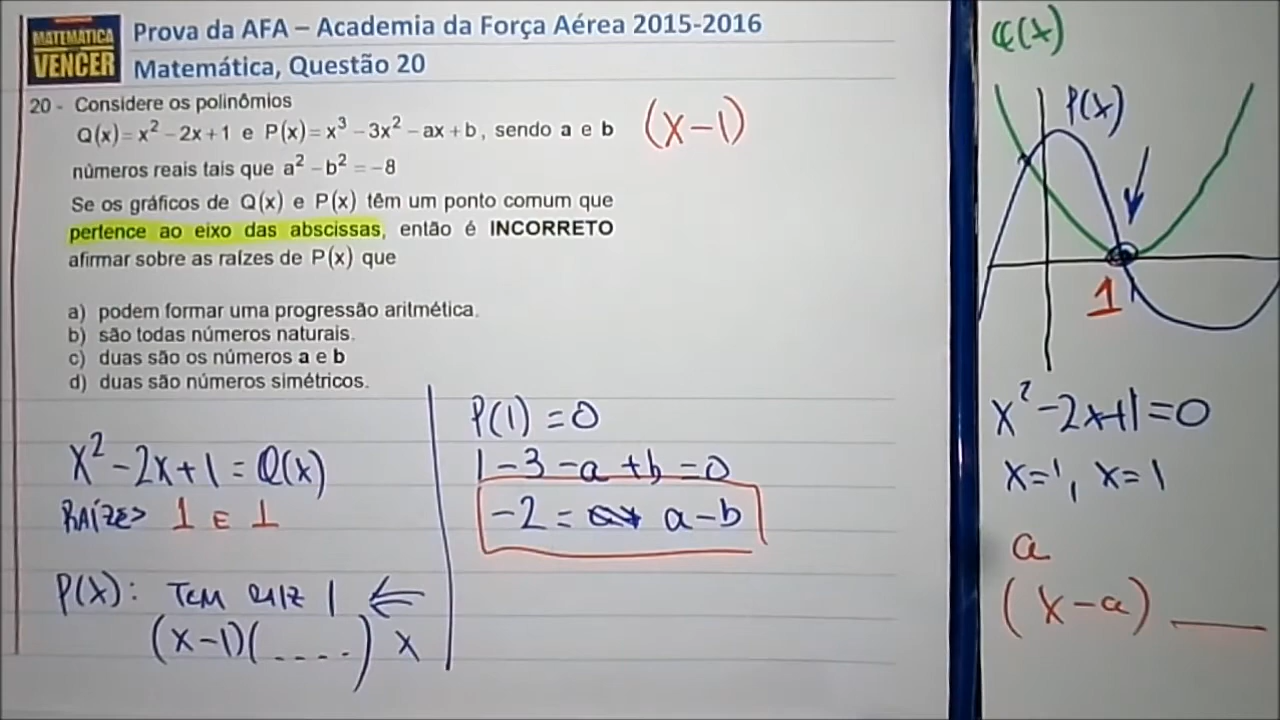 MATEMÁTICA
VENCER
Prova da AFA – Academia da Força Aérea 2015-2016
Matemática, Questão 20
20 - Considere os polinômios
Q(x) = x² - 2x + 1 e P(x) = x³ - 3x² - ax + b, sendo a e b
números reais tais que a² - b² = -8
Se os gráficos de Q(x) e P(x) têm um ponto comum que
pertence ao eixo das abscissas, então é INCORRETO
afirmar sobre as raízes de P(x) que
a) podem formar uma progressão aritmética.
b) são todas números naturais.
c) duas são os números a e b
d) duas são números simétricos.
(x-1)
x² - 2x + 1 = Q(x)
RAÍZES 1 E 1
P(x): TEM RAIZ 1 ⇐
(x-1)(....) x
P(1) = 0
1 - 3 - a + b = 0
-2 = a - b
Q(x)
P(x)
1
x² - 2x + 1 = 0
x = 1, x = 1
a
(x - a)